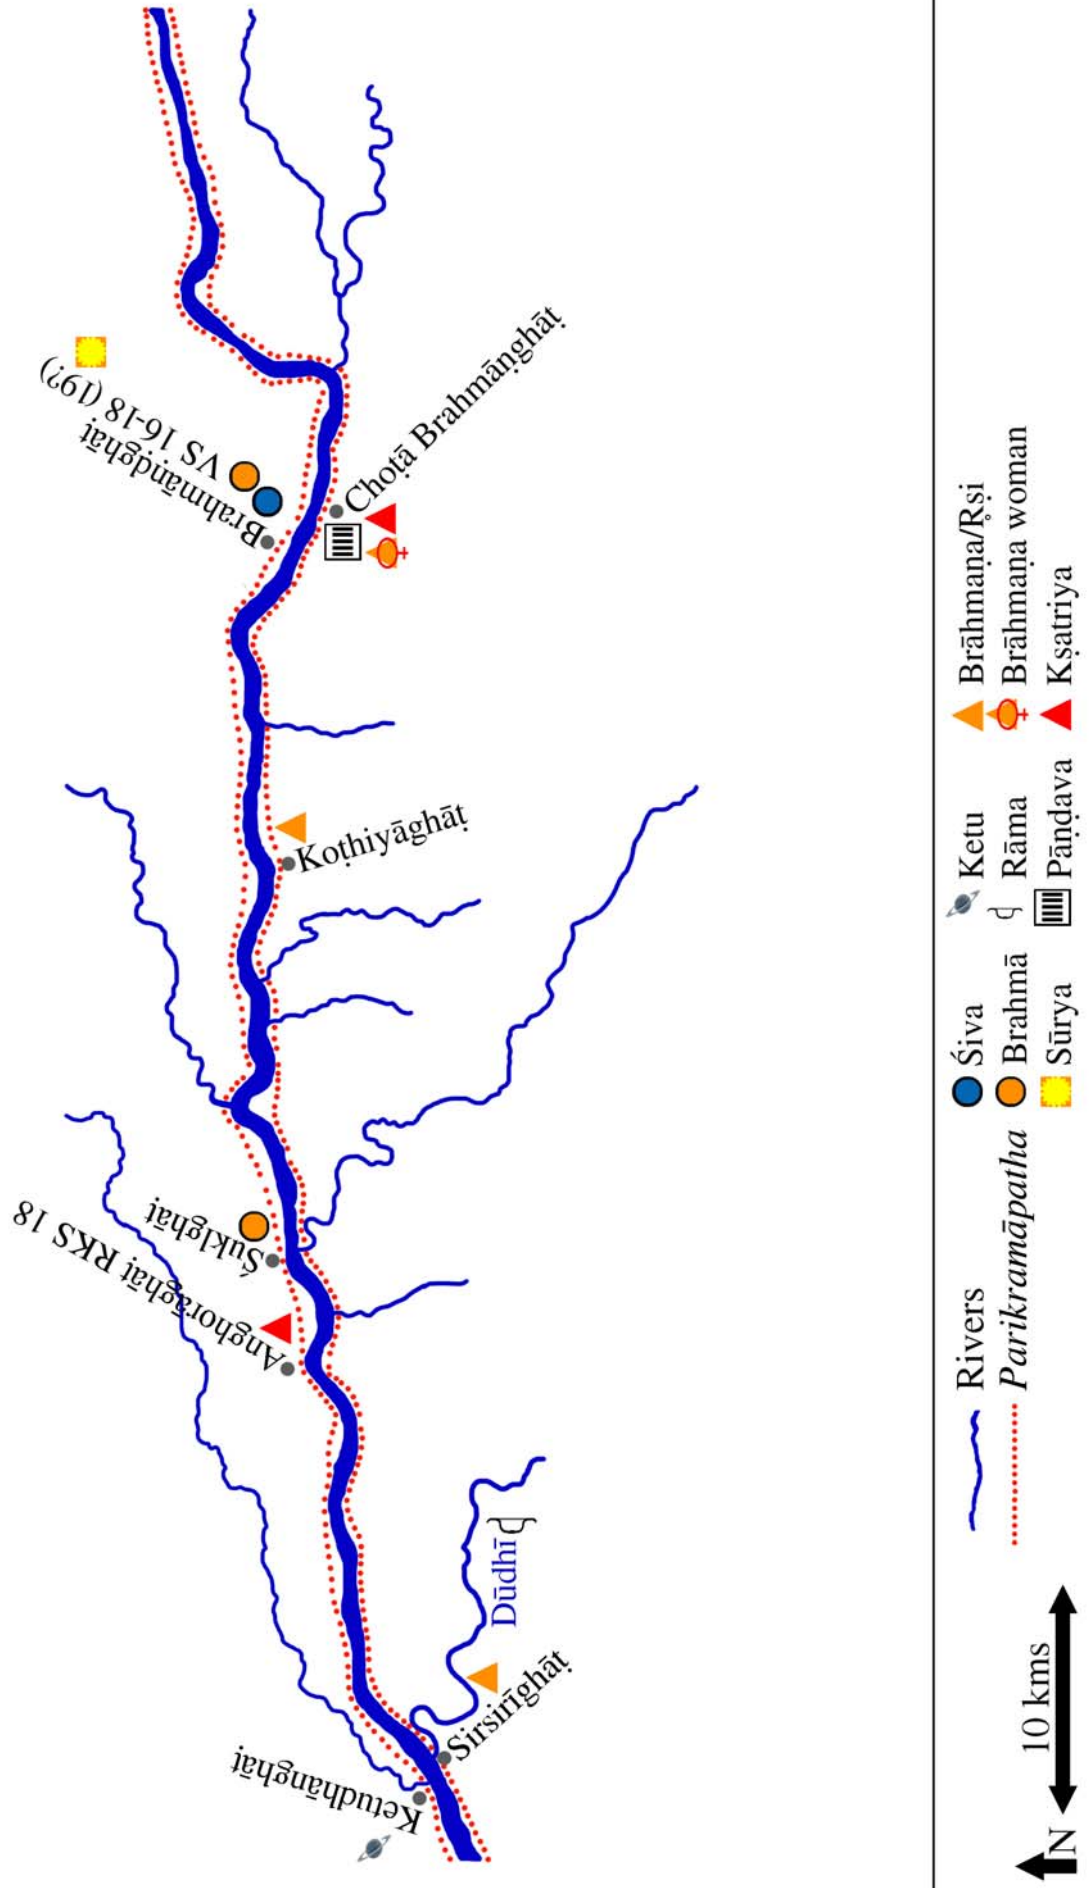 Brahmāṇḍghāṭ
VS 16-18 (19?)
Choṭā Brahmāṇghāṭ
Koṭhiyāghāṭ
Śuklghāṭ
Anghorāghāṭ RKS 18
Dūdhī
Sirsirīghāṭ
Ketudhānghāṭ
N
10 kms
Rivers
Parikramāpatha
Śiva
Brahmā
Sūrya
Ketu
Rāma
Pāṇḍava
Brāhmaṇa/Ṛṣi
Brāhmaṇa woman
Kṣatriya